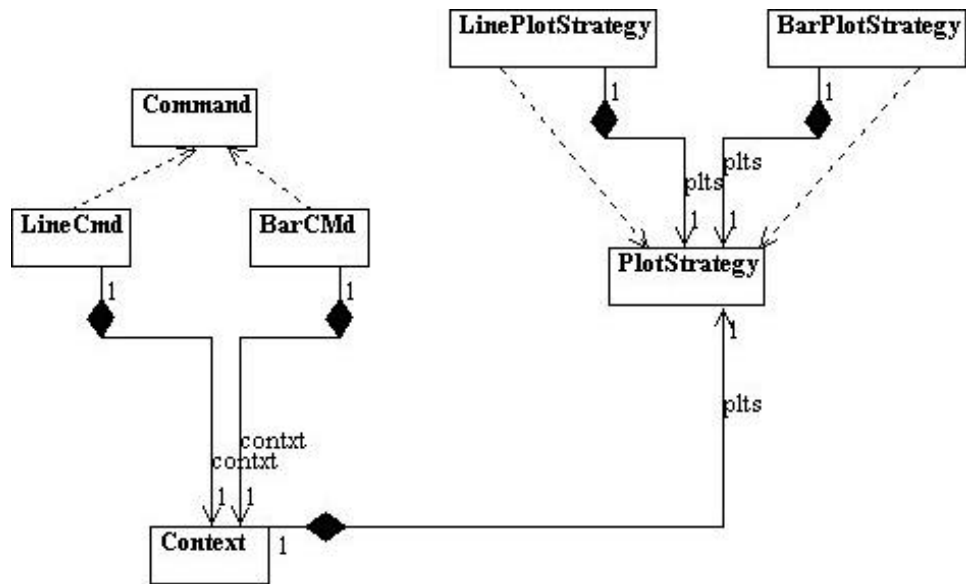 LinePlotStrategy
BarPlotStrategy
1
1
Command
plts
plts
LineCmd
BarCMd
1
1
PlotStrategy
1
1
1
plts
contxt
contxt
1
1
Context
1